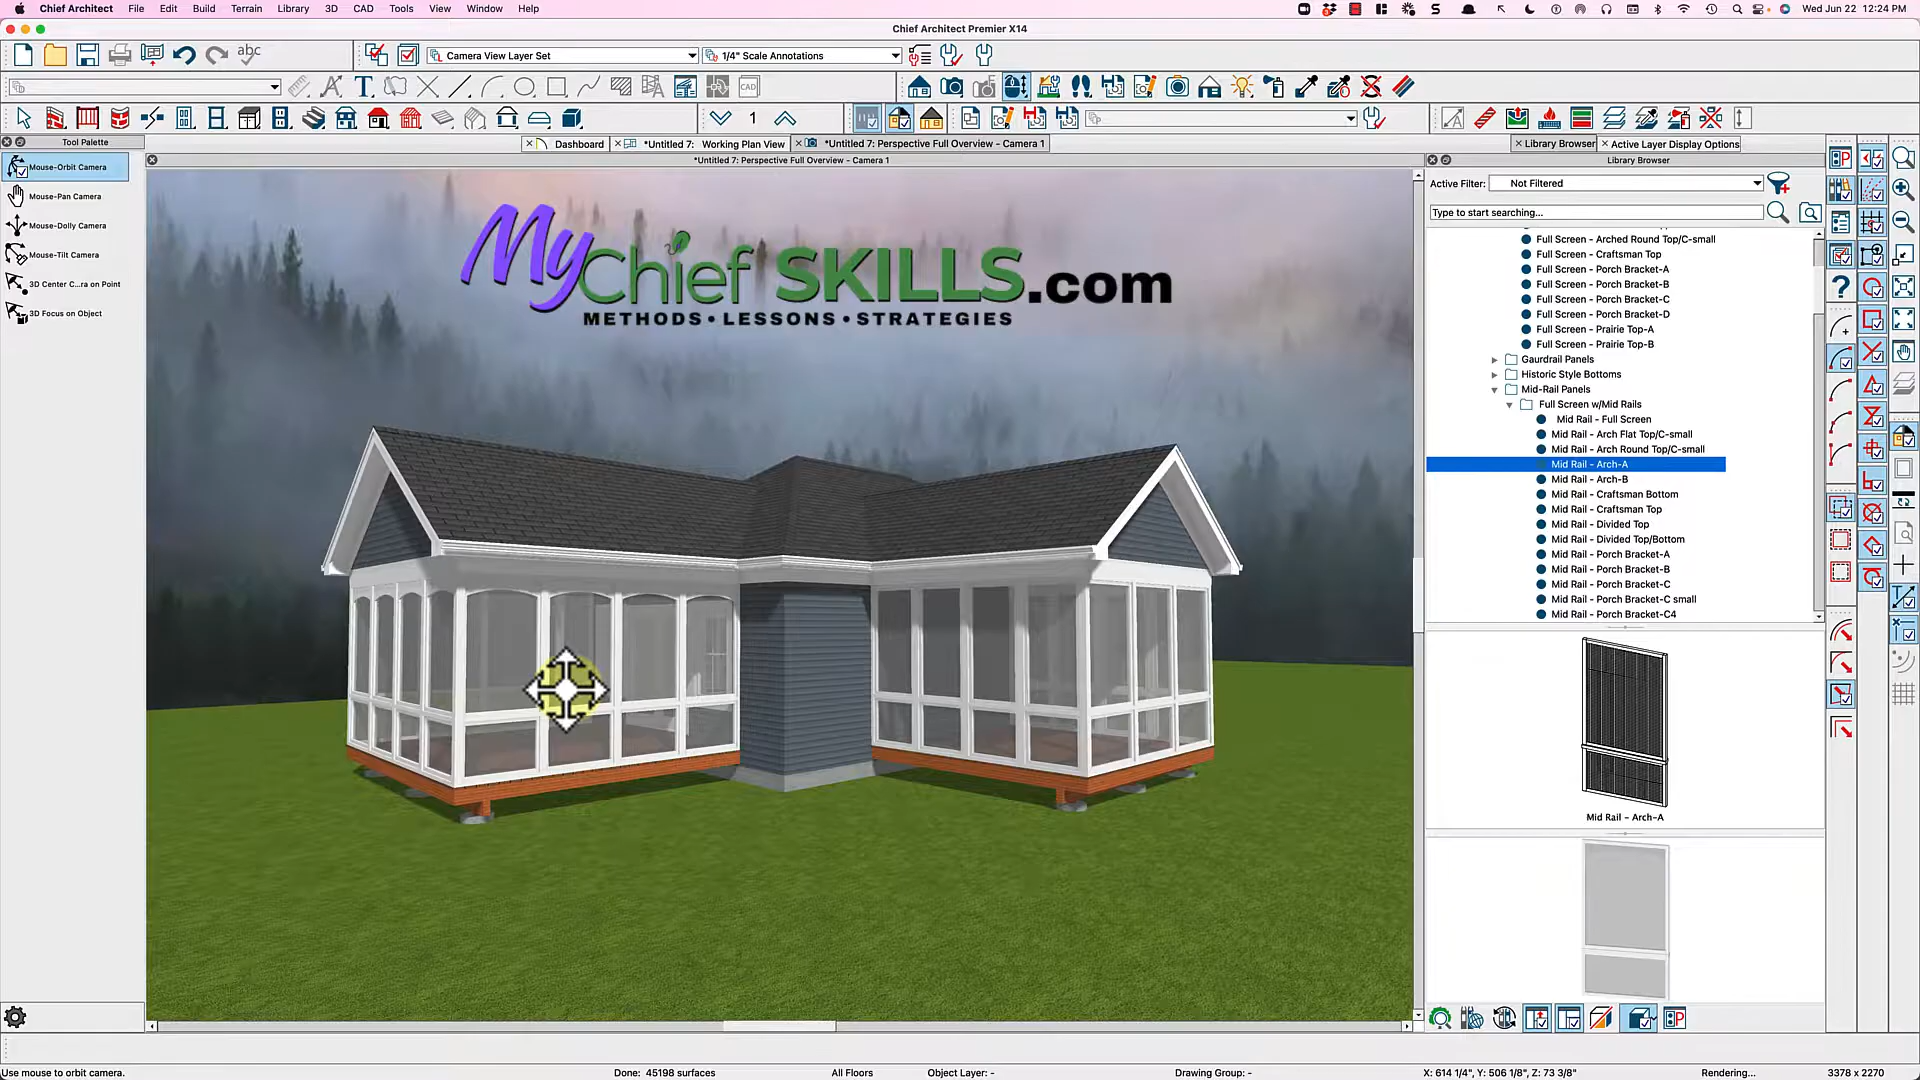 Chief Architect File Edit Build Terrain Library 3D CAD Tools View Window Help Wed Jun 22 12:24 PM
Chief Architect Premier X14
abc Camera View Layer Set 1/4" Scale Annotations
T CAD
1
Tool Palette
Dashboard *Untitled 7: Working Plan View *Untitled 7: Perspective Full Overview - Camera 1 Library Browser Active Layer Display Options
*Untitled 7: Perspective Full Overview - Camera 1 Library Browser
Mouse-Orbit Camera
Mouse-Pan Camera
Mouse-Dolly Camera
Mouse-Tilt Camera
3D Center C...ra on Point
3D Focus on Object
MyChief SKILLS.com
METHODS • LESSONS • STRATEGIES
Active Filter: Not Filtered
Type to start searching...
Full Screen - Arched Round Top/C-small
Full Screen - Craftsman Top
Full Screen - Porch Bracket-A
Full Screen - Porch Bracket-B
Full Screen - Porch Bracket-C
Full Screen - Porch Bracket-D
Full Screen - Prairie Top-A
Full Screen - Prairie Top-B
Gaurdrail Panels
Historic Style Bottoms
Mid-Rail Panels
Full Screen w/Mid Rails
Mid Rail - Full Screen
Mid Rail - Arch Flat Top/C-small
Mid Rail - Arch Round Top/C-small
Mid Rail - Arch-A
Mid Rail - Arch-B
Mid Rail - Craftsman Bottom
Mid Rail - Craftsman Top
Mid Rail - Divided Top
Mid Rail - Divided Top/Bottom
Mid Rail - Porch Bracket-A
Mid Rail - Porch Bracket-B
Mid Rail - Porch Bracket-C
Mid Rail - Porch Bracket-C small
Mid Rail - Porch Bracket-C4
Mid Rail - Arch-A
Use mouse to orbit camera. Done: 45198 surfaces All Floors Object Layer: - Drawing Group: - X: 614 1/4", Y: 506 1/8", Z: 73 3/8" Rendering... 3378 x 2270